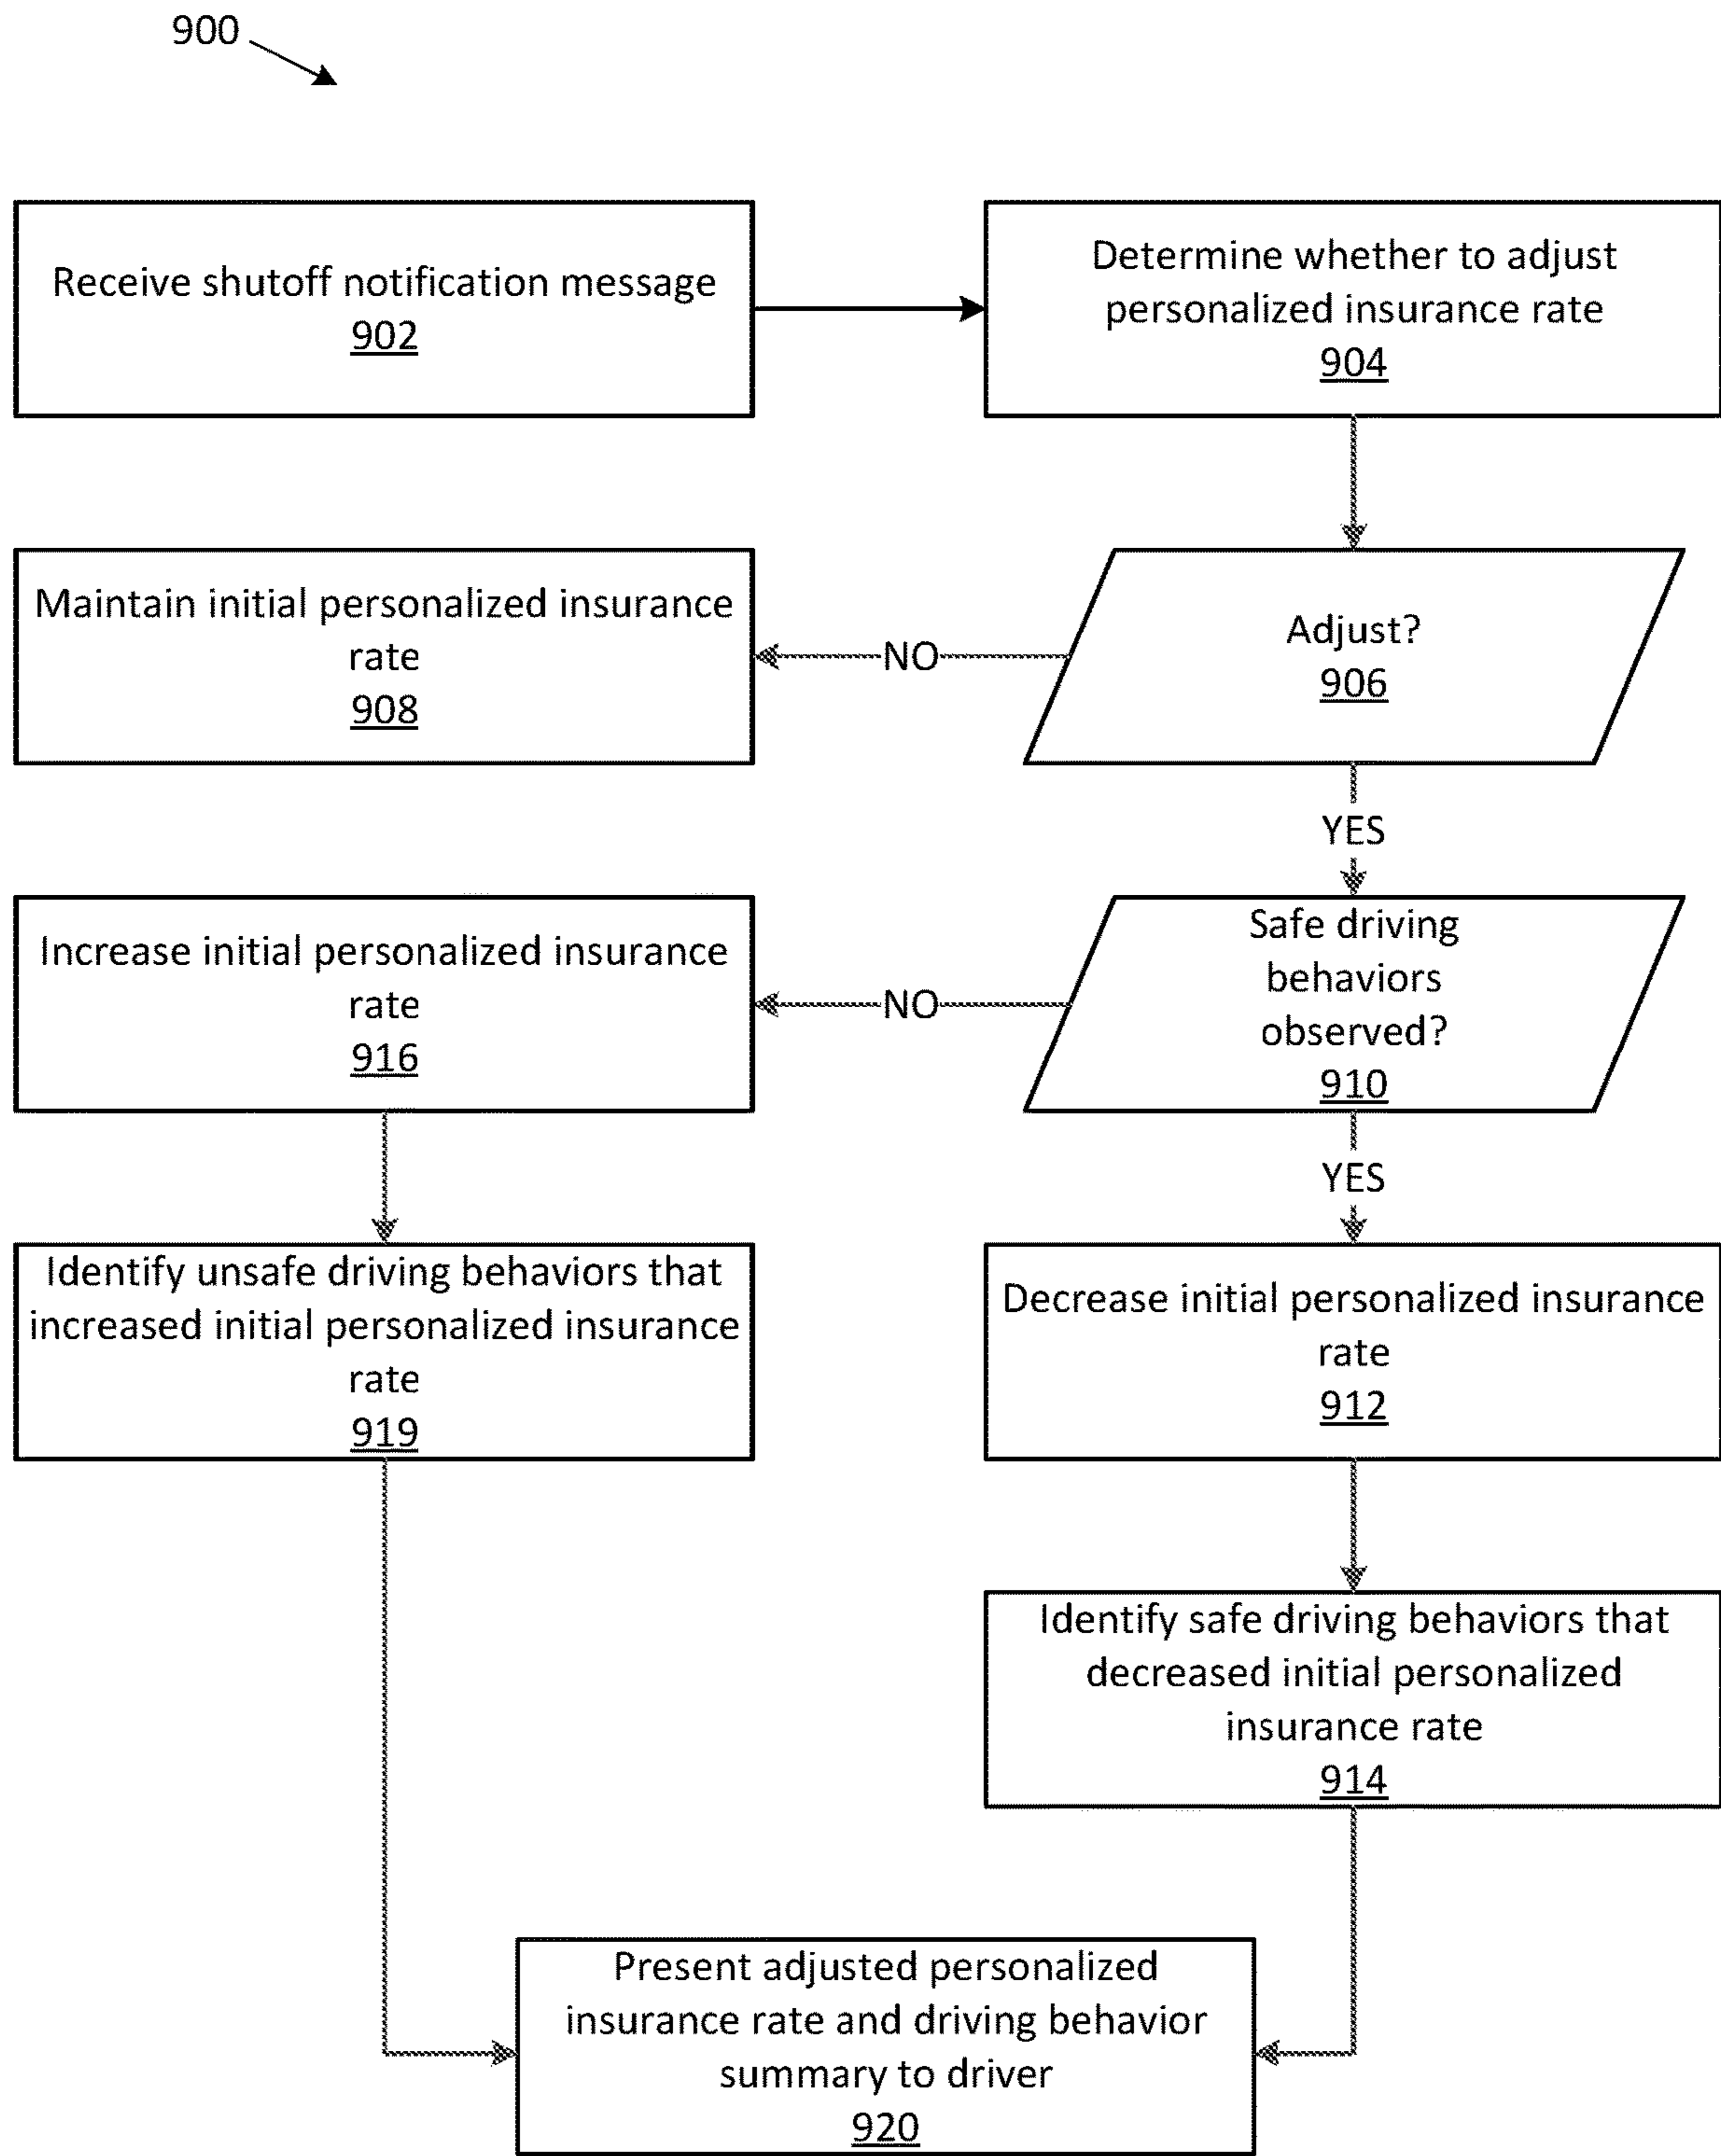 900
Receive shutoff notification message
902
Determine whether to adjust
personalized insurance rate
904
Maintain initial personalized insurance
rate
908
NO
Adjust?
906
YES
Increase initial personalized insurance
rate
916
NO
Safe driving
behaviors
observed?
910
YES
Identify unsafe driving behaviors that
increased initial personalized insurance
rate
919
Decrease initial personalized insurance
rate
912
Identify safe driving behaviors that
decreased initial personalized
insurance rate
914
Present adjusted personalized
insurance rate and driving behavior
summary to driver
920